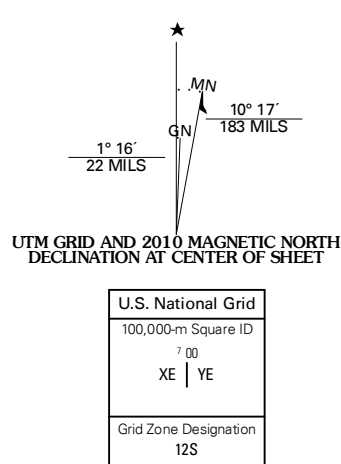 MN
GN
10° 17´
183 MILS
1° 16´
22 MILS
UTM GRID AND 2010 MAGNETIC NORTH
DECLINATION AT CENTER OF SHEET
U.S. National Grid
100,000-m Square ID
7 00
XE YE
Grid Zone Designation
12S